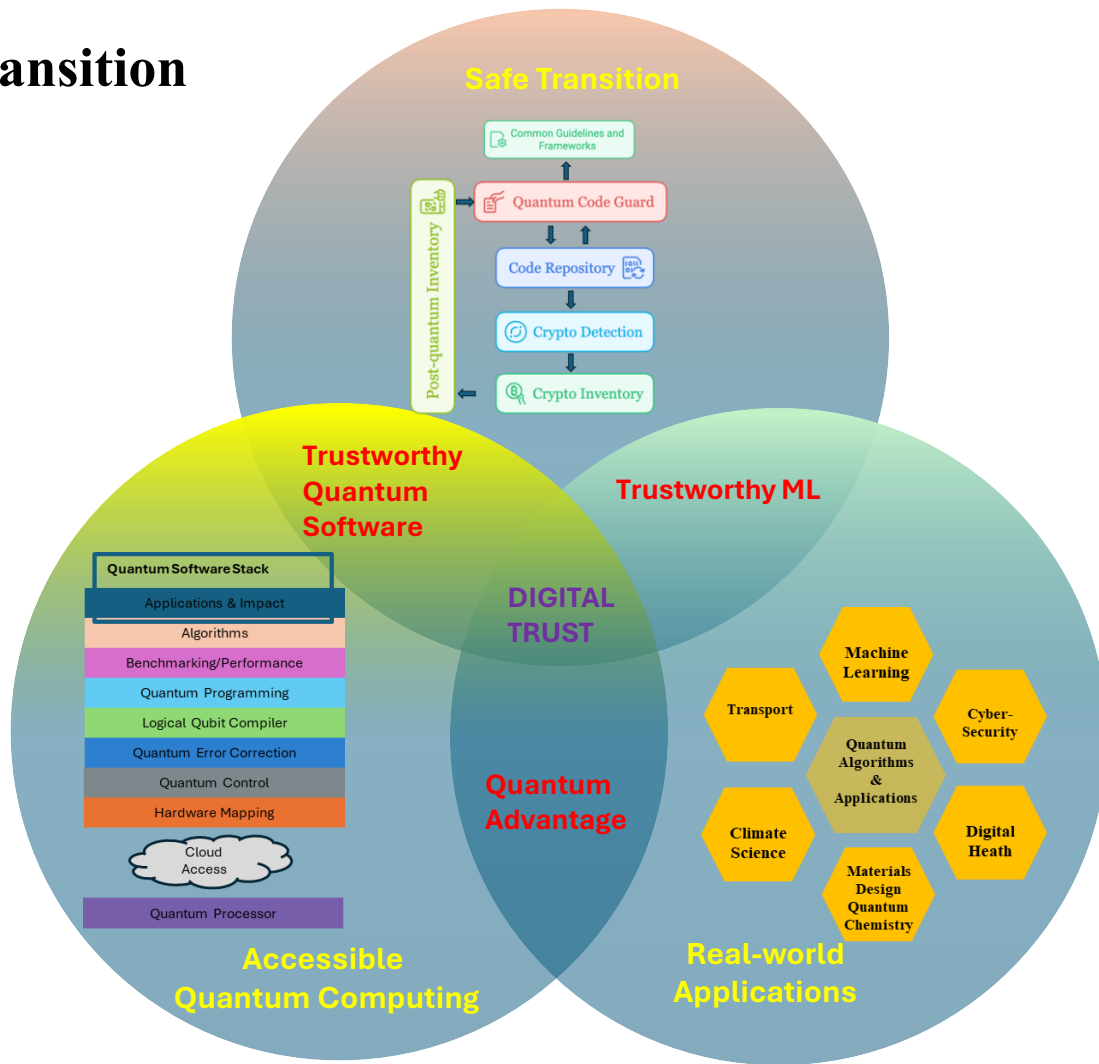 ansition
Safe Transition
Common Guidelines and
Frameworks
Quantum Code Guard
Post-quantum Inventory
Code Repository
Crypto Detection
Crypto Inventory
Trustworthy
Quantum
Software
Trustworthy ML
DIGITAL
TRUST
Quantum
Advantage
Quantum Software Stack
Applications & Impact
Algorithms
Benchmarking/Performance
Quantum Programming
Logical Qubit Compiler
Quantum Error Correction
Quantum Control
Hardware Mapping
Cloud
Access
Quantum Processor
Accessible
Quantum Computing
Machine
Learning
Transport
Cyber-
Security
Quantum
Algorithms
&
Applications
Climate
Science
Digital
Heath
Materials
Design
Quantum
Chemistry
Real-world
Applications